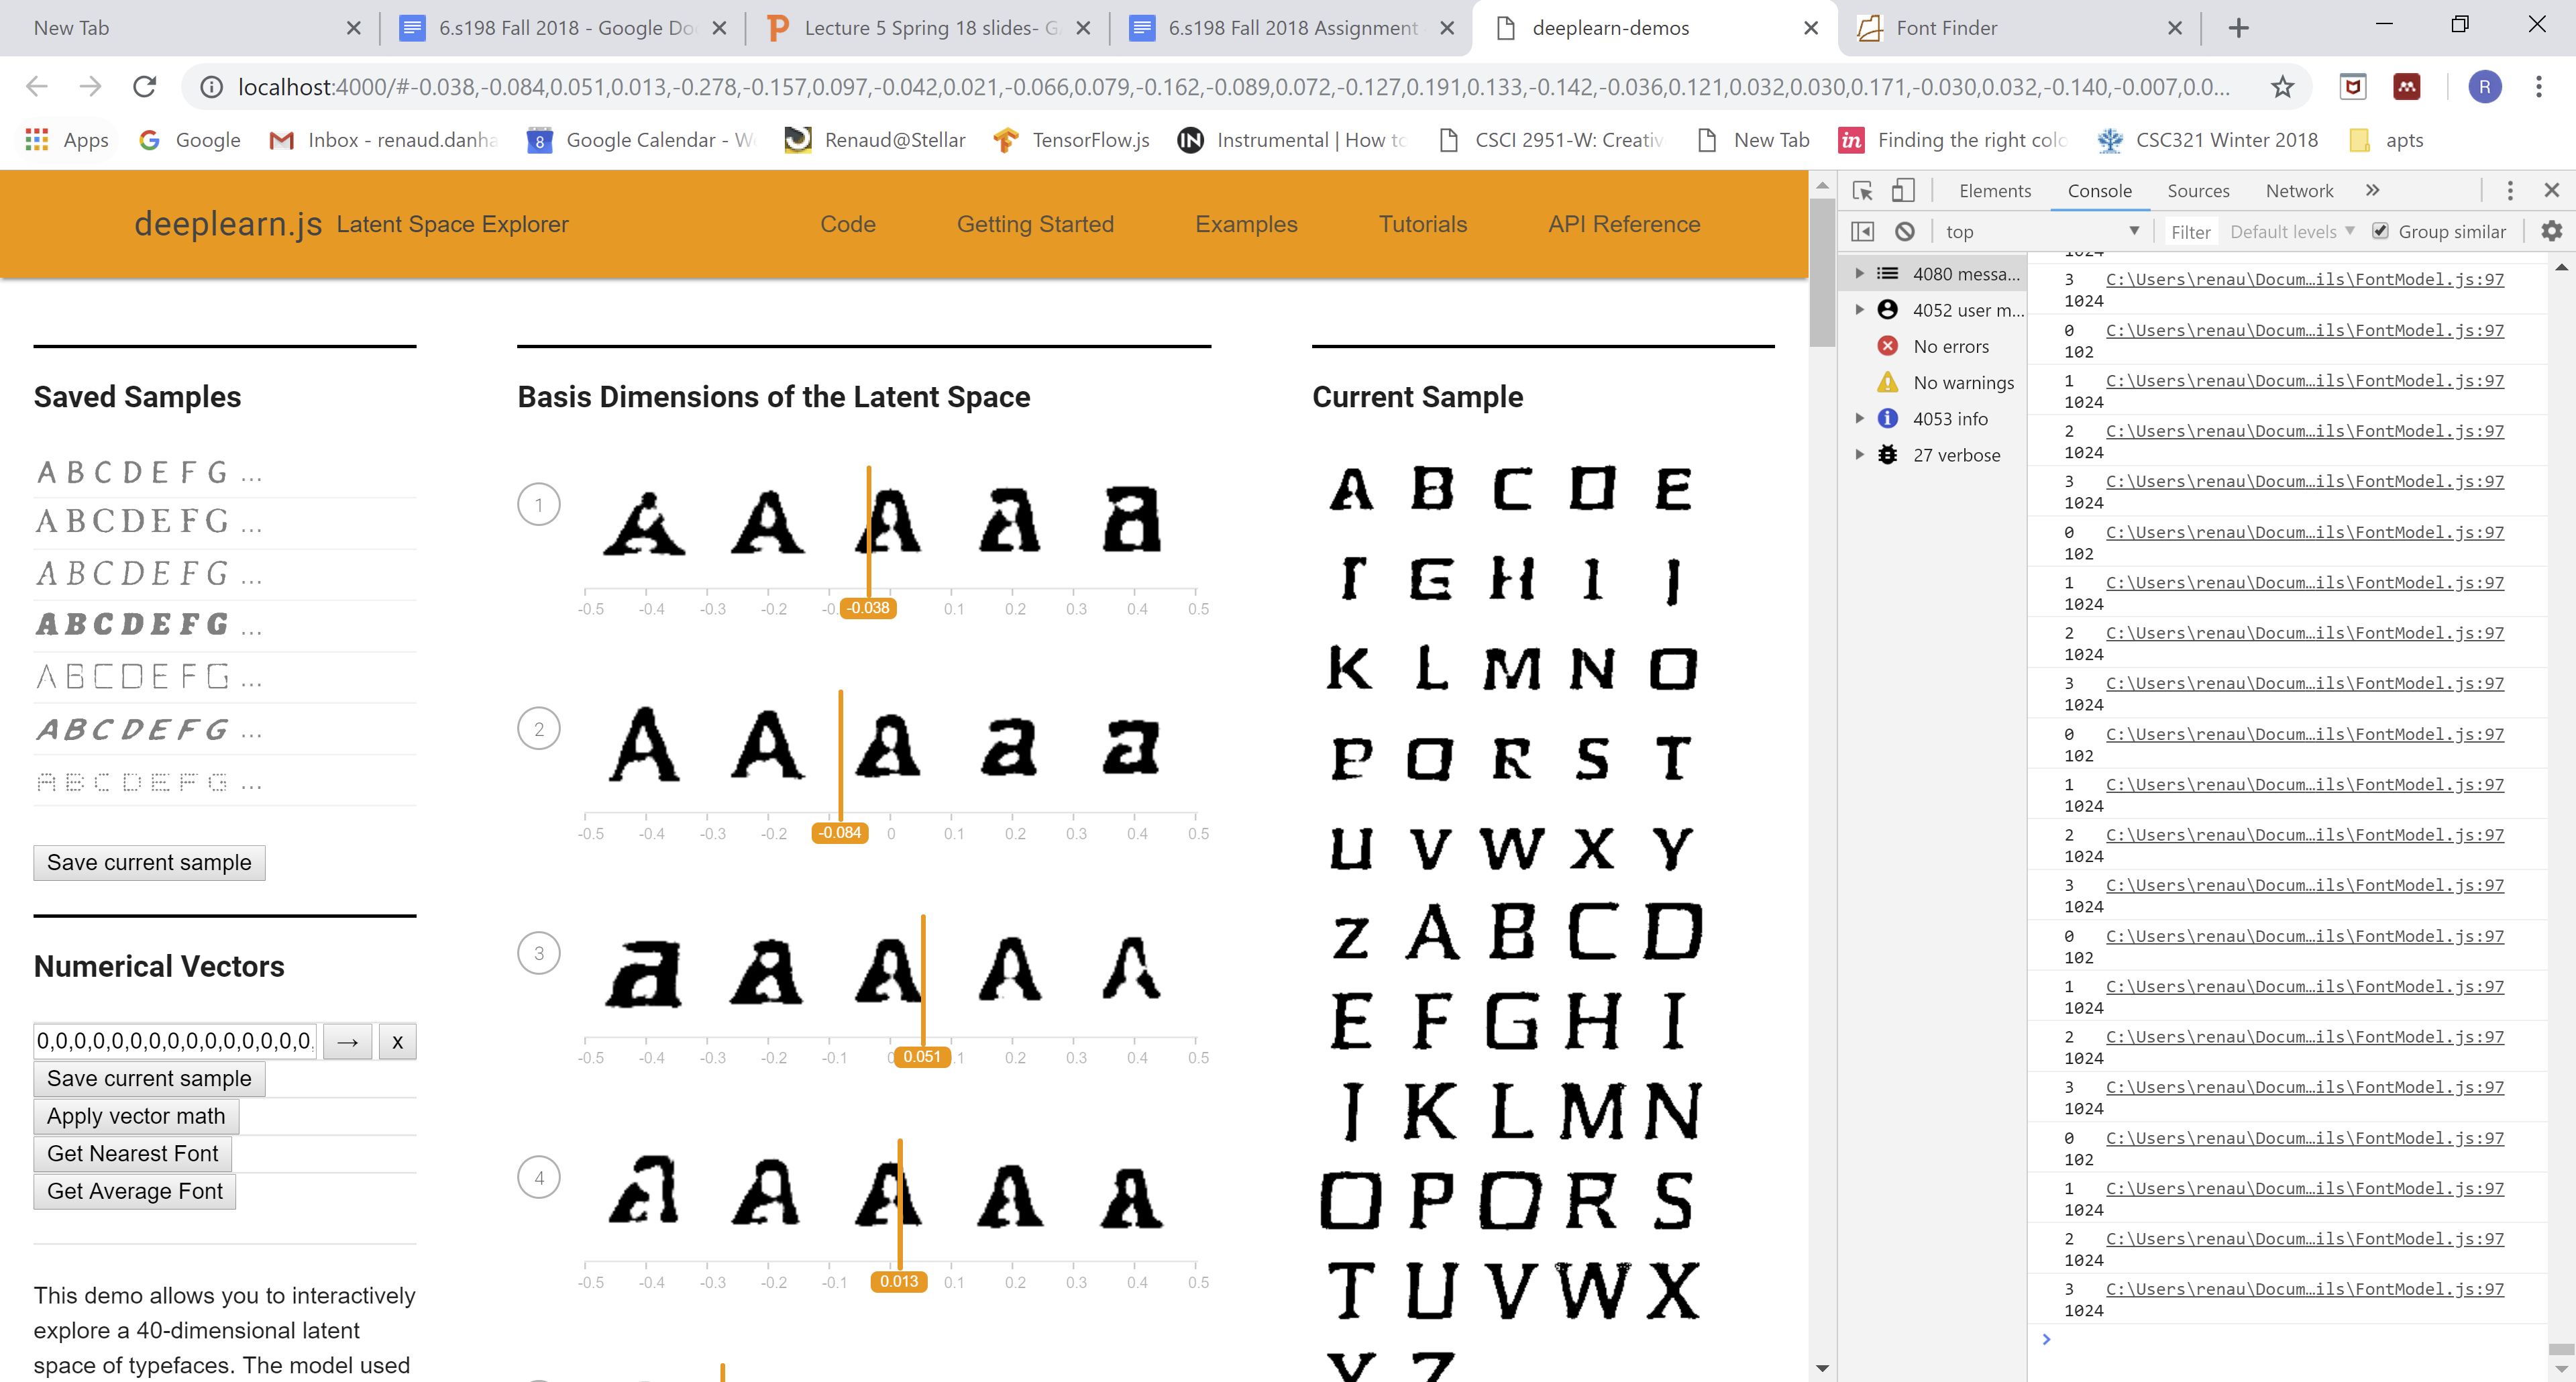 New Tab
6.s198 Fall 2018 - Google Do
Lecture 5 Spring 18 slides- G
6.s198 Fall 2018 Assignment
deeplearn-demos
Font Finder
localhost:4000/#-0.038,-0.084,0.051,0.013,-0.278,-0.157,0.097,-0.042,0.021,-0.066,0.079,-0.162,-0.089,0.072,-0.127,0.191,0.133,-0.142,-0.036,0.121,0.032,0.030,0.171,-0.030,0.032,-0.140,-0.007,0.0...
R
Apps
Google
Inbox - renaud.danha
8
Google Calendar - W
Renaud@Stellar
TensorFlow.js
IN
Instrumental | How to
CSCI 2951-W: Creativ
New Tab
in
Finding the right colo
CSC321 Winter 2018
apts
deeplearn.js Latent Space Explorer
Code
Getting Started
Examples
Tutorials
API Reference
Saved Samples
A B C D E F G ...
A B C D E F G ...
A B C D E F G ...
A B C D E F G ...
A B C D E F G ...
A B C D E F G ...
A B C D E F G ...
Save current sample
Numerical Vectors
0,0,0,0,0,0,0,0,0,0,0,0,0,0,0
→
x
Save current sample
Apply vector math
Get Nearest Font
Get Average Font
This demo allows you to interactively
explore a 40-dimensional latent
space of typefaces. The model used
Basis Dimensions of the Latent Space
1
A A A a a
-0.5 -0.4 -0.3 -0.2 -0. -0.038 0.1 0.2 0.3 0.4 0.5
2
A A A a a
-0.5 -0.4 -0.3 -0.2 -0.084 0 0.1 0.2 0.3 0.4 0.5
3
a A A A A
-0.5 -0.4 -0.3 -0.2 -0.1 0 0.051 .1 0.2 0.3 0.4 0.5
4
a A A A A
-0.5 -0.4 -0.3 -0.2 -0.1 0.013 0.1 0.2 0.3 0.4 0.5
Current Sample
A B C D E
F G H I J
K L M N O
P Q R S T
U V W X Y
Z A B C D
E F G H I
J K L M N
O P Q R S
T U V W X
Y Z
Elements
Console
Sources
Network
top
Filter
Default levels
Group similar
4080 messa...
4052 user m...
No errors
No warnings
4053 info
27 verbose
1024
3 C:\Users\renau\Docum…ils\FontModel.js:97
1024
0 C:\Users\renau\Docum…ils\FontModel.js:97
102
1 C:\Users\renau\Docum…ils\FontModel.js:97
1024
2 C:\Users\renau\Docum…ils\FontModel.js:97
1024
3 C:\Users\renau\Docum…ils\FontModel.js:97
1024
0 C:\Users\renau\Docum…ils\FontModel.js:97
102
1 C:\Users\renau\Docum…ils\FontModel.js:97
1024
2 C:\Users\renau\Docum…ils\FontModel.js:97
1024
3 C:\Users\renau\Docum…ils\FontModel.js:97
1024
0 C:\Users\renau\Docum…ils\FontModel.js:97
102
1 C:\Users\renau\Docum…ils\FontModel.js:97
1024
2 C:\Users\renau\Docum…ils\FontModel.js:97
1024
3 C:\Users\renau\Docum…ils\FontModel.js:97
1024
0 C:\Users\renau\Docum…ils\FontModel.js:97
102
1 C:\Users\renau\Docum…ils\FontModel.js:97
1024
2 C:\Users\renau\Docum…ils\FontModel.js:97
1024
3 C:\Users\renau\Docum…ils\FontModel.js:97
1024
0 C:\Users\renau\Docum…ils\FontModel.js:97
102
1 C:\Users\renau\Docum…ils\FontModel.js:97
1024
2 C:\Users\renau\Docum…ils\FontModel.js:97
1024
3 C:\Users\renau\Docum…ils\FontModel.js:97
1024